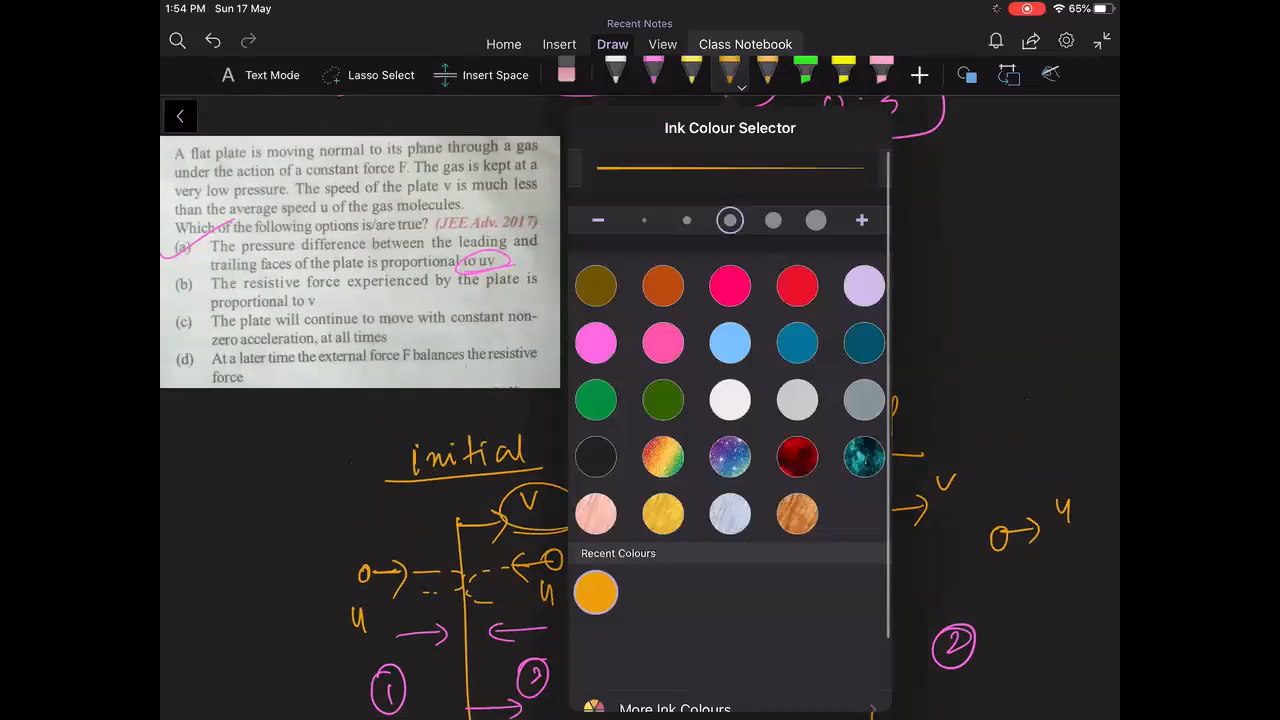 1:54 PM Sun 17 May
65%
Recent Notes
Home Insert Draw View Class Notebook
A Text Mode Lasso Select Insert Space
Ink Colour Selector
A flat plate is moving normal to its plane through a gas
under the action of a constant force F. The gas is kept at a
very low pressure. The speed of the plate v is much less
than the average speed u of the gas molecules.
Which of the following options is/are true? (JEE Adv. 2017)
(a) The pressure difference between the leading and
trailing faces of the plate is proportional to uv
(b) The resistive force experienced by the plate is
proportional to v
(c) The plate will continue to move with constant non-
zero acceleration, at all times
(d) At a later time the external force F balances the resistive
force
initial
v
v
u
u
u
1
2
2
Recent Colours
More Ink Colours